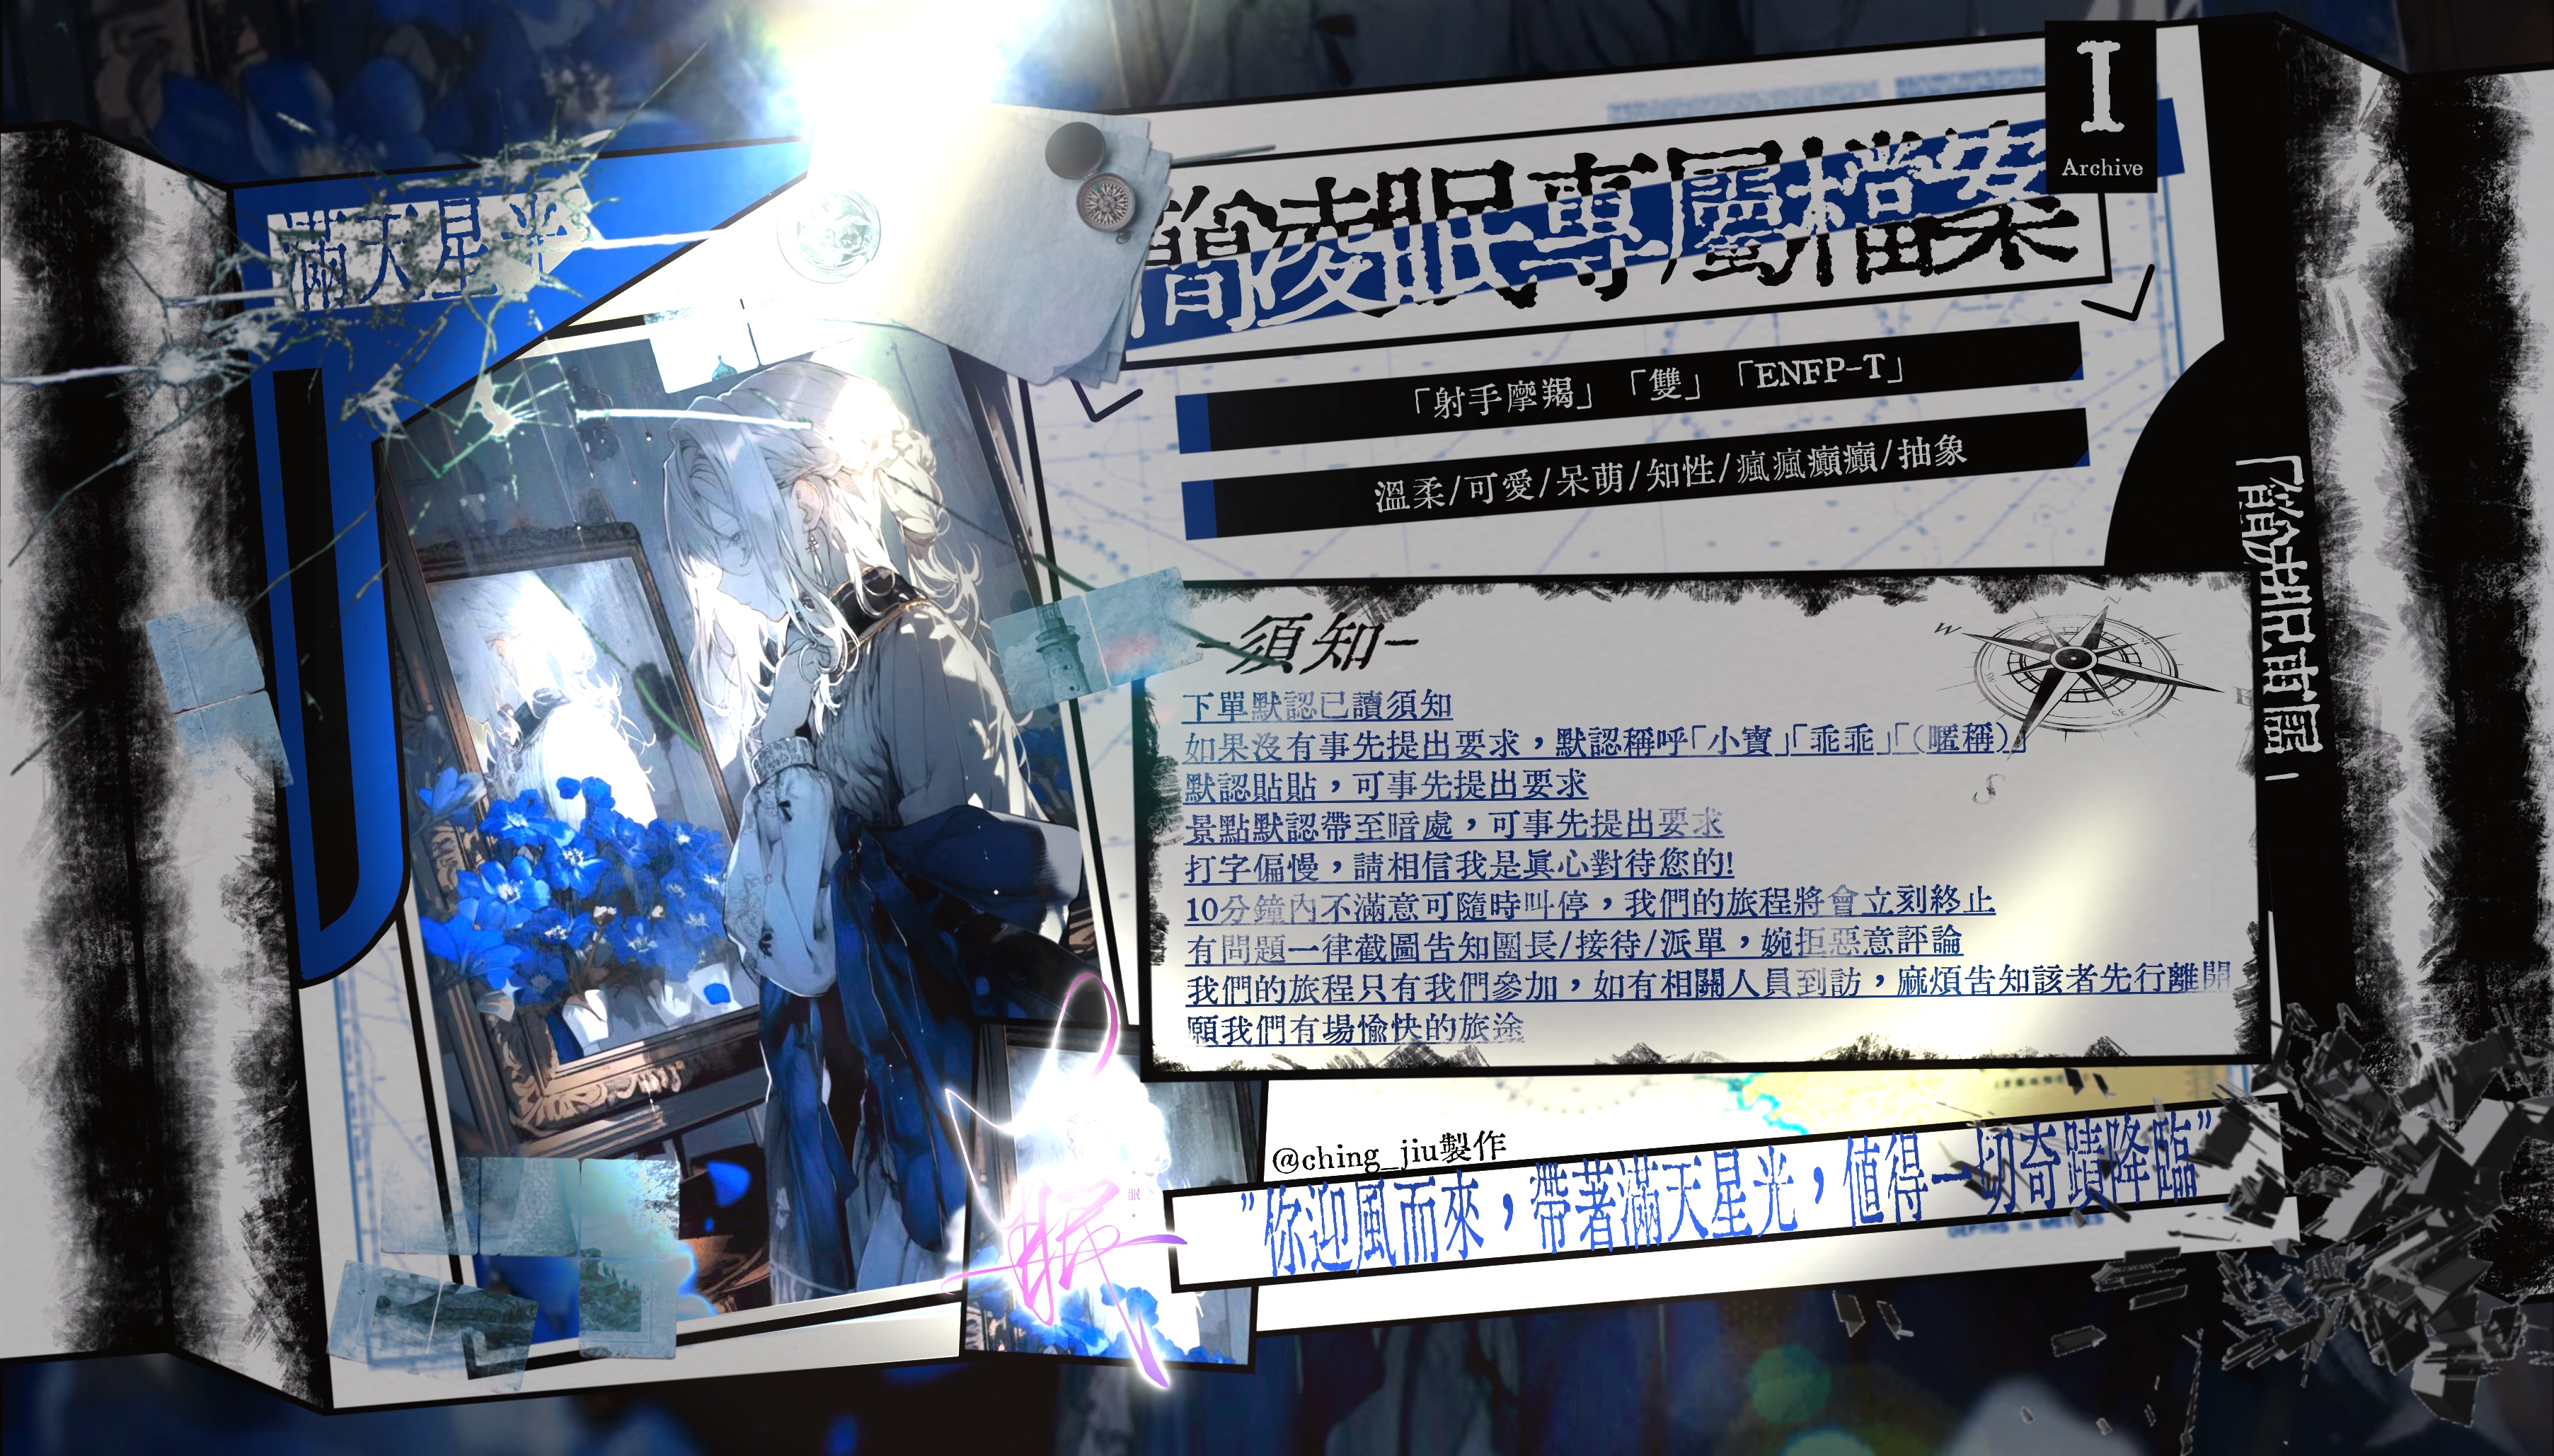 滿天星光
簡凌眠專屬檔案
I
Archive
「射手摩羯」「雙」「ENFP-T」
溫柔/可愛/呆萌/知性/瘋瘋癲癲/抽象
-須知-
下單默認已讀須知
如果沒有事先提出要求，默認稱呼「小寶」「乖乖」「(暱稱)」
默認貼貼，可事先提出要求
景點默認帶至暗處，可事先提出要求
打字偏慢，請相信我是真心對待您的!
10分鐘內不滿意可隨時叫停，我們的旅程將會立刻終止
有問題一律截圖告知團長/接待/派單，婉拒惡意評論
我們的旅程只有我們參加，如有相關人員到訪，麻煩告知該者先行離開
願我們有場愉快的旅途
W
S
SE
@ching_jiu製作
"你迎風而來，帶著滿天星光，值得一切奇蹟降臨"
眠
眠